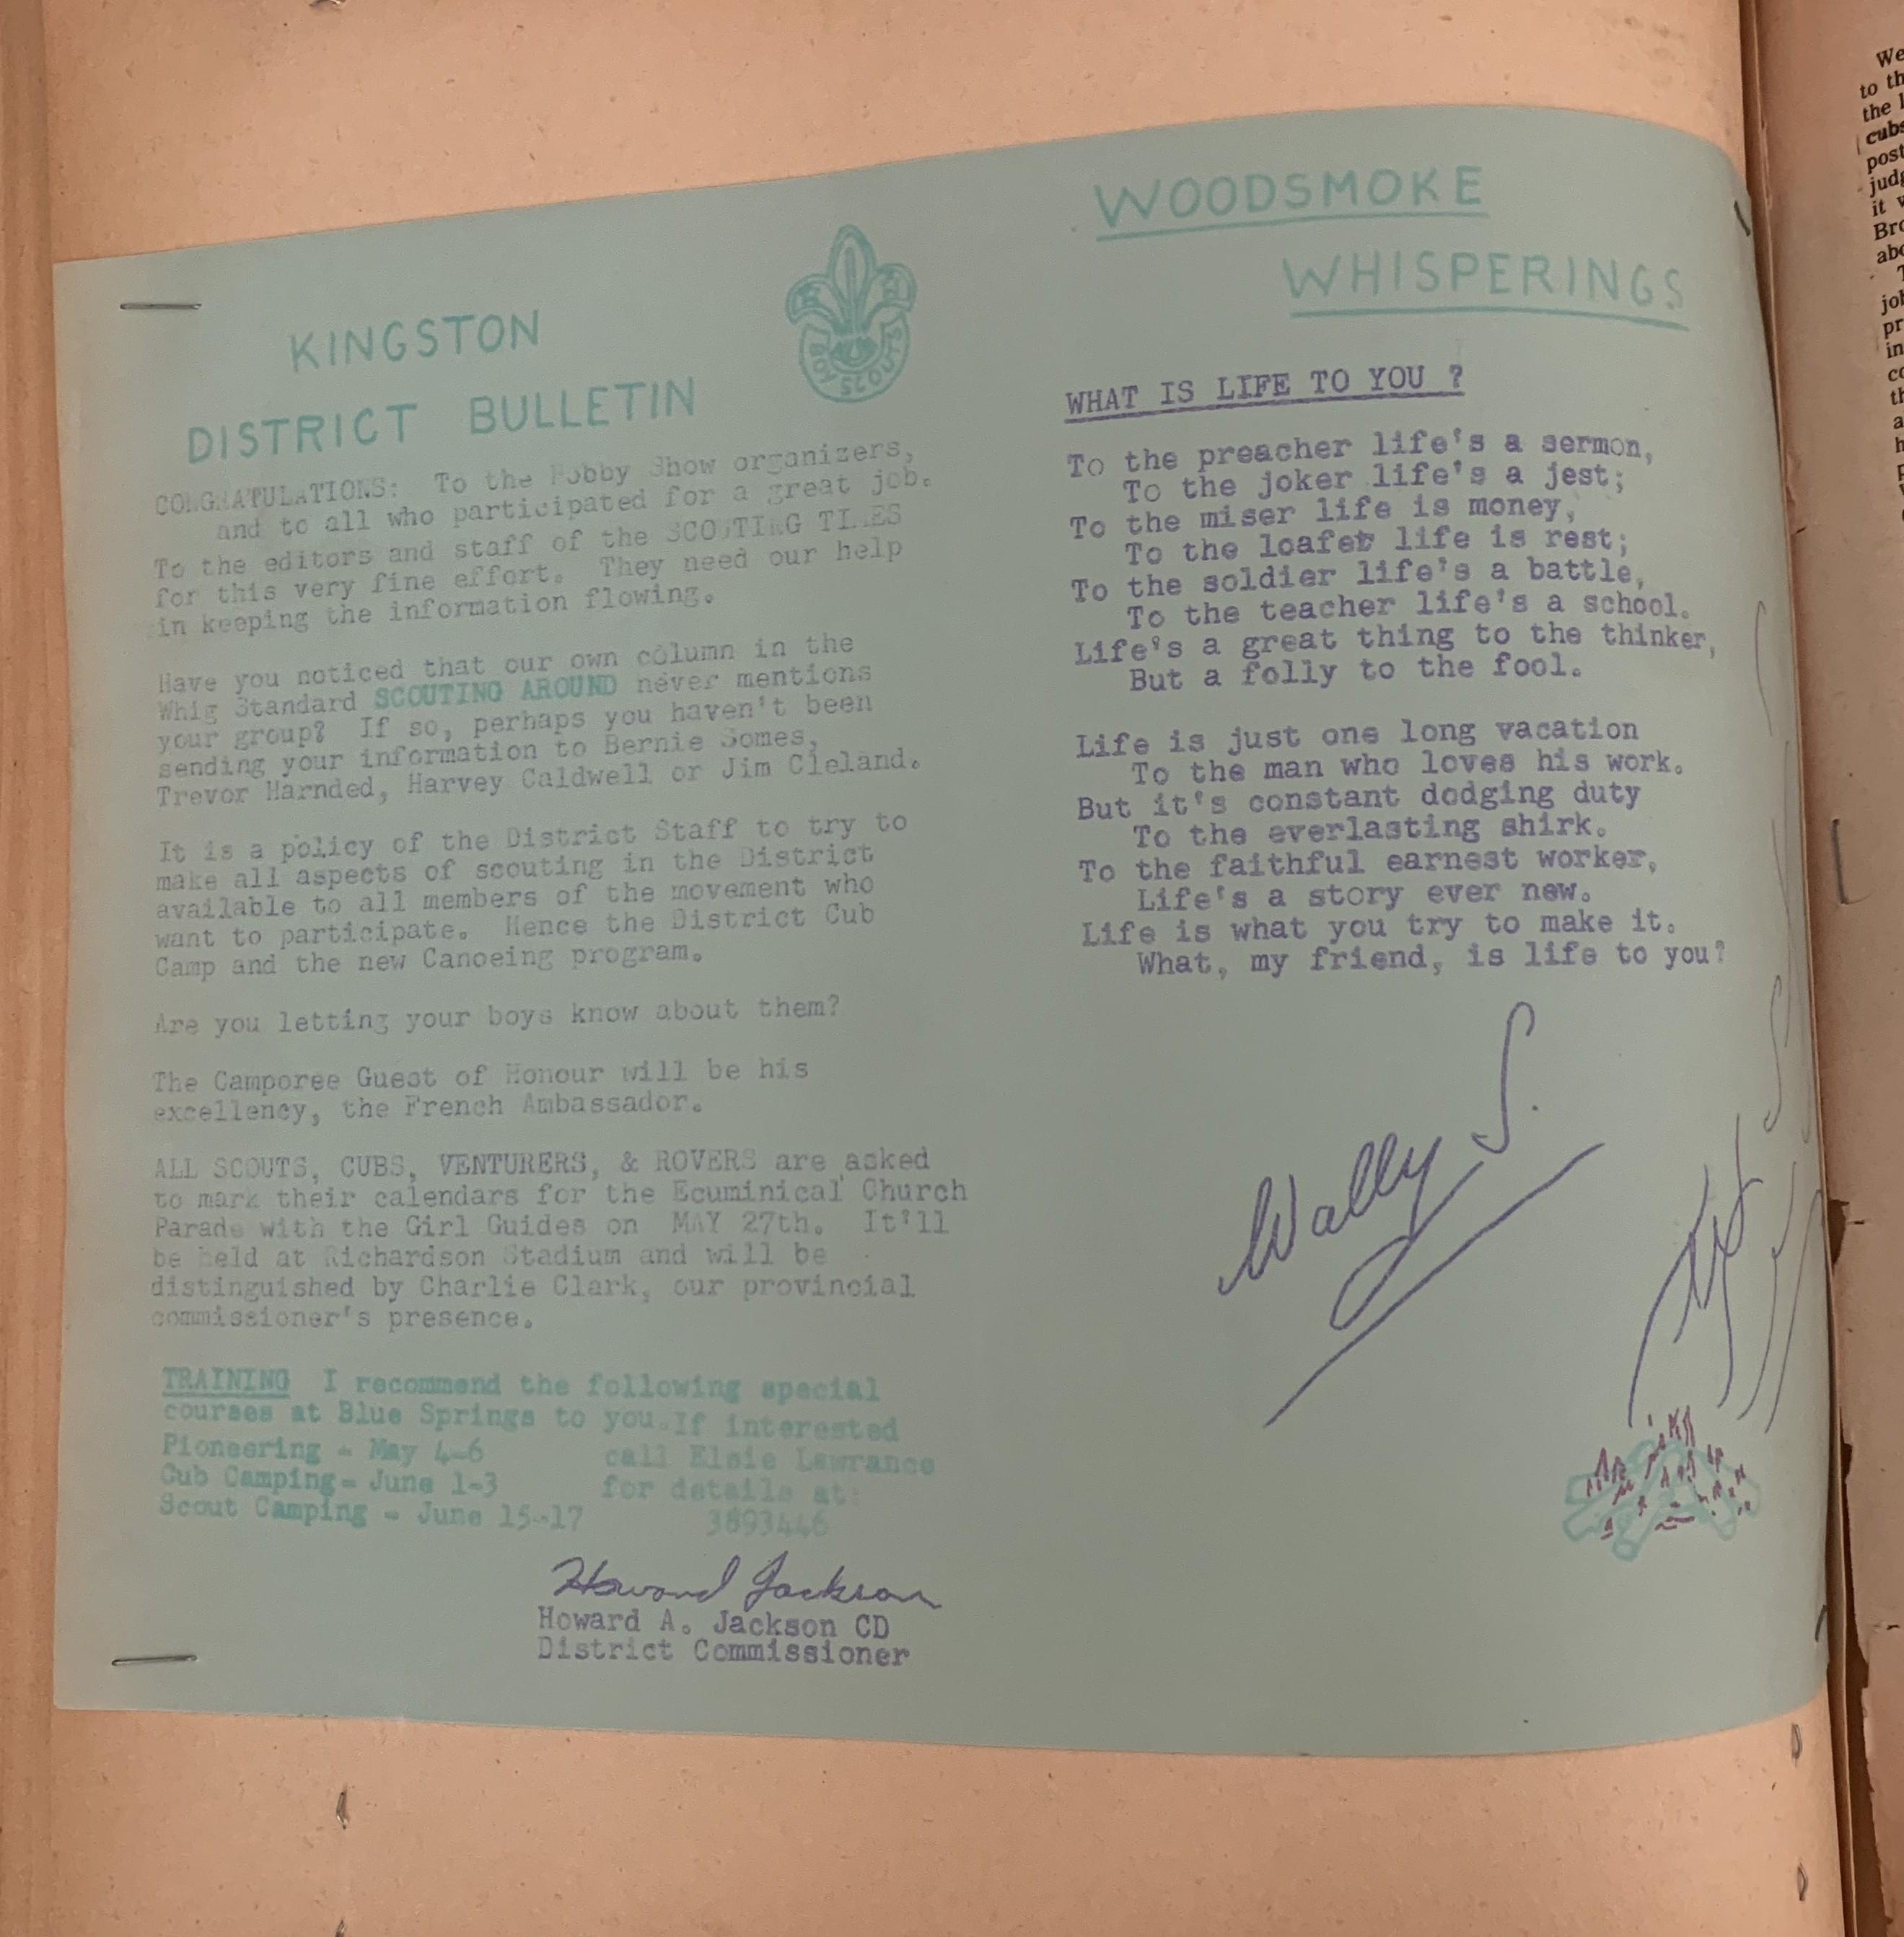 KINGSTON
DISTRICT BULLETIN
BOY SCOUTS
CONGRATULATIONS: To the Hobby Show organizers,
and to all who participated for a great job.
To the editors and staff of the SCOUTING TIMES
for this very fine effort. They need our help
in keeping the information flowing.
Have you noticed that our own column in the
Whig Standard SCOUTING AROUND never mentions
your group? If so, perhaps you haven't been
sending your information to Bernie Somes,
Trevor Harnded, Harvey Caldwell or Jim Cleland.
It is a policy of the District Staff to try to
make all aspects of scouting in the District
available to all members of the movement who
want to participate. Hence the District Cub
Camp and the new Canoeing program.
Are you letting your boys know about them?
The Camporee Guest of Honour will be his
excellency, the French Ambassador.
ALL SCOUTS, CUBS, VENTURERS, & ROVERS are asked
to mark their calendars for the Ecuminical Church
Parade with the Girl Guides on MAY 27th. It'll
be held at Richardson Stadium and will be
distinguished by Charlie Clark, our provincial
commissioner's presence.
TRAINING I recommend the following special
courses at Blue Springs to you.If interested
Pioneering - May 4-6 call Elsie Lawrance
Cub Camping- June 1-3 for details at:
Scout Camping - June 15-17 3893446
Howard Jackson
Howard A. Jackson CD
District Commissioner
WOODSMOKE
WHISPERINGS
WHAT IS LIFE TO YOU ?
To the preacher life's a sermon,
To the joker life's a jest;
To the miser life is money,
To the loafer life is rest;
To the soldier life's a battle,
To the teacher life's a school.
Life's a great thing to the thinker,
But a folly to the fool.
Life is just one long vacation
To the man who loves his work.
But it's constant dodging duty
To the everlasting shirk.
To the faithful earnest worker,
Life's a story ever new.
Life is what you try to make it.
What, my friend, is life to you?
Wally S.
We
to th
the
cubs
post
judg
it
Bro
abo